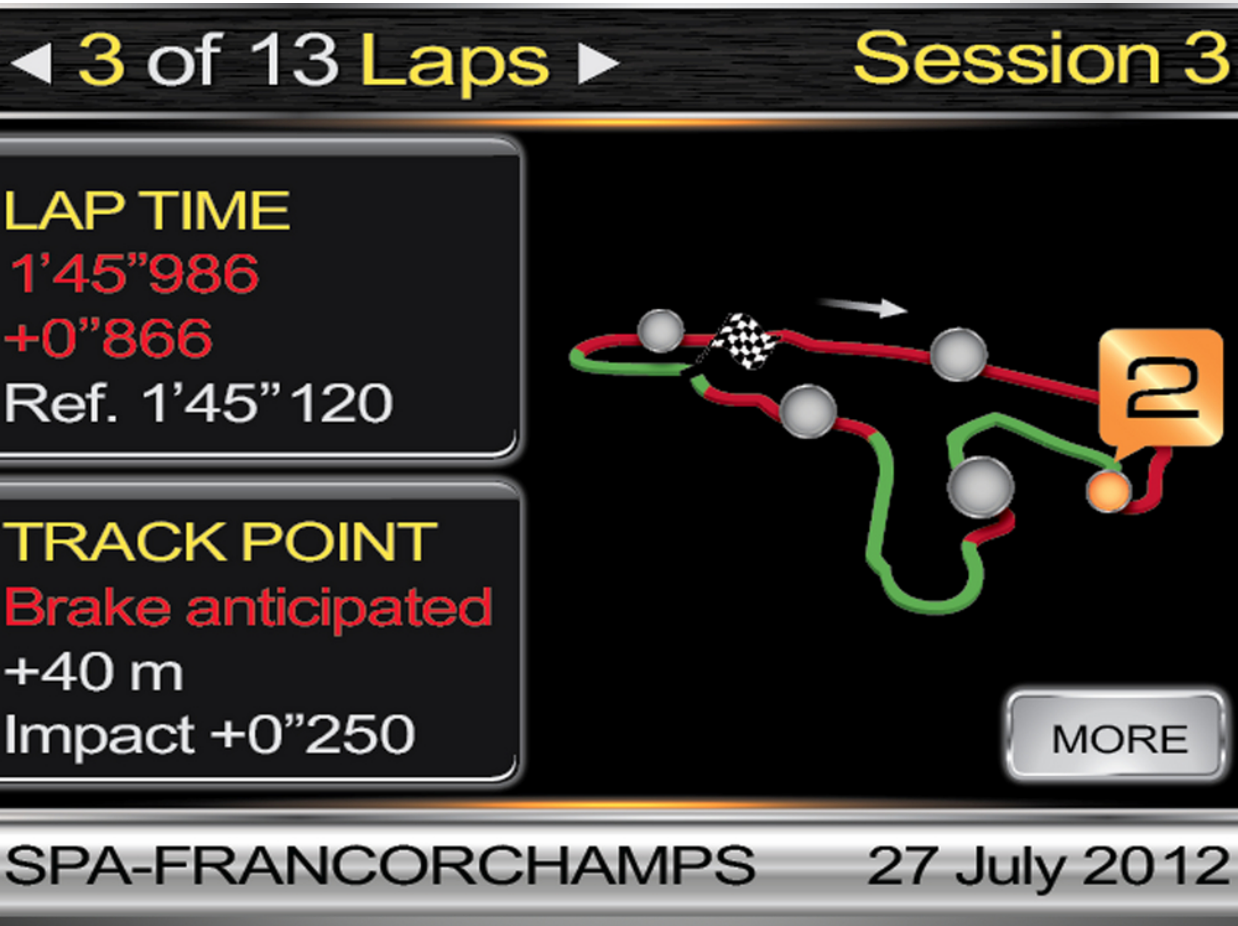 3 of 13 Laps
Session 3
LAP TIME
1’45”986
+0”866
Ref. 1’45”120
2
TRACK POINT
Brake anticipated
+40 m
Impact +0”250
MORE
SPA-FRANCORCHAMPS
27 July 2012